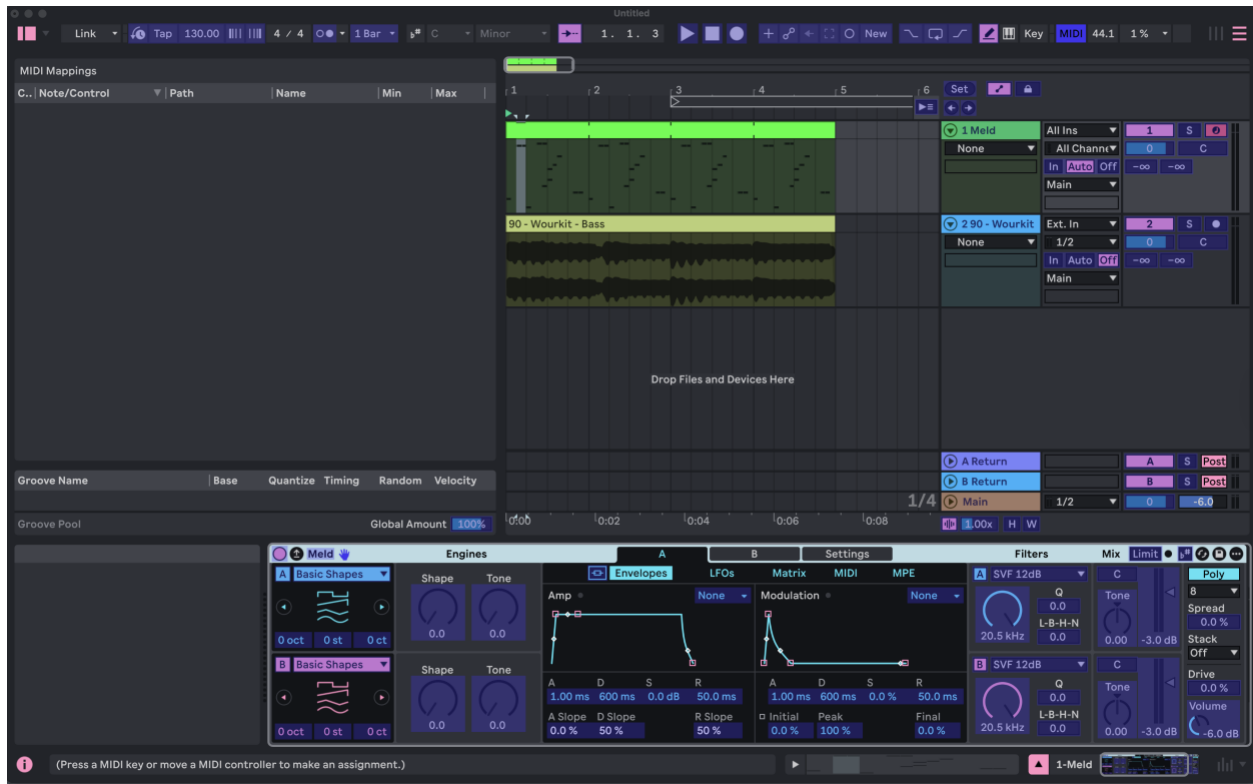 Untitled
Link Tap 130.00 4 / 4 1 Bar C Minor 1. 1. 3 New Key MIDI 44.1 1 %
MIDI Mappings
C.. Note/Control Path Name Min Max
1 2 3 4 5 6 Set
1 Meld All Ins 1 S
None All Channe 0 C
In Auto Off -∞ -∞
Main
90 - Wourkit - Bass 2 90 - Wourkit Ext. In 2 S
None 1/2 0 C
In Auto Off -∞ -∞
Main
Drop Files and Devices Here
A Return A S Post
Groove Name Base Quantize Timing Random Velocity B Return B S Post
1/4 Main 1/2 0 -6.0
Groove Pool Global Amount 100% 0:00 0:02 0:04 0:06 0:08 1.00x H W
Meld Engines A B Settings Filters Mix Limit
A Basic Shapes Shape Tone Envelopes LFOs Matrix MIDI MPE A SVF 12dB C Poly
Amp None Modulation None Q Tone 8
0.0 Spread
L-B-H-N 0.0 %
0 oct 0 st 0 ct 0.0 0.0 20.5 kHz 0.0 0.00 -3.0 dB Stack
B Basic Shapes Shape Tone B SVF 12dB C Off
A D S R A D S R Q Tone Drive
1.00 ms 600 ms 0.0 dB 50.0 ms 1.00 ms 600 ms 0.0 % 50.0 ms 0.0 0.0 %
A Slope D Slope R Slope Initial Peak Final L-B-H-N Volume
0 oct 0 st 0 ct 0.0 0.0 0.0 % 50 % 50 % 0.0 % 100 % 0.0 % 20.5 kHz 0.0 0.00 -3.0 dB -6.0 dB
(Press a MIDI key or move a MIDI controller to make an assignment.) 1-Meld